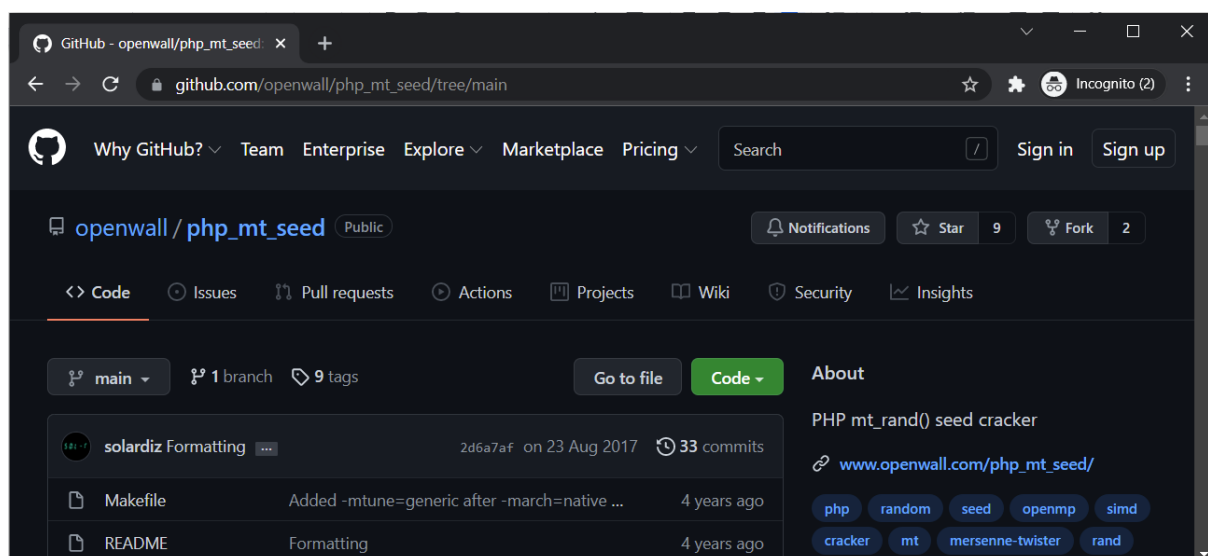 GitHub - openwall/php_mt_seed:
github.com/openwall/php_mt_seed/tree/main
Incognito (2)
Why GitHub? Team Enterprise Explore Marketplace Pricing Search / Sign in Sign up
openwall / php_mt_seed Public
Notifications Star 9 Fork 2
<> Code Issues Pull requests Actions Projects Wiki Security Insights
main 1 branch 9 tags Go to file Code
About
PHP mt_rand() seed cracker
solardiz Formatting ... 2d6a7af on 23 Aug 2017 33 commits
www.openwall.com/php_mt_seed/
Makefile Added -mtune=generic after -march=native ... 4 years ago
php random seed openmp simd
README Formatting 4 years ago
cracker mt mersenne-twister rand